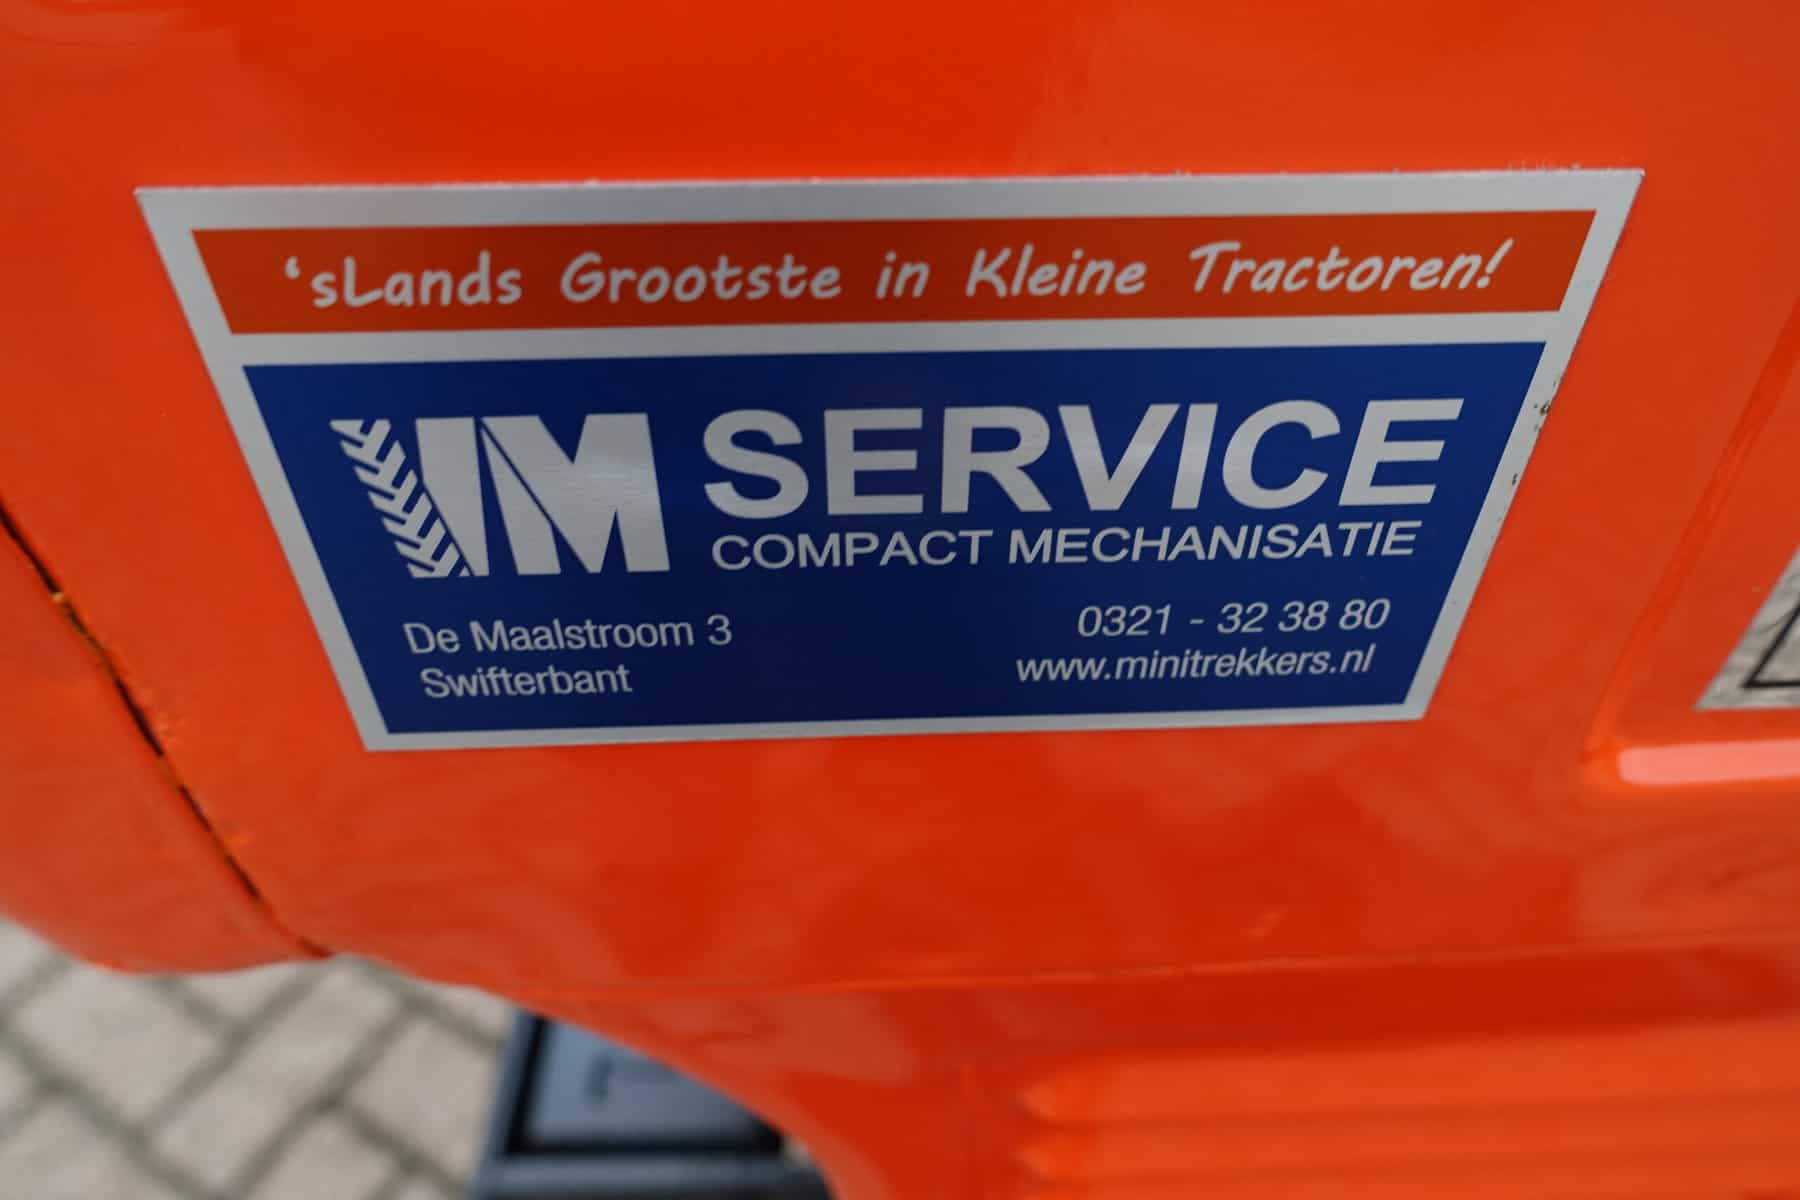 ‘sLands Grootste in Kleine Tractoren!
IM SERVICE
COMPACT MECHANISATIE
De Maalstroom 3
Swifterbant
0321 - 32 38 80
www.minitrekkers.nl